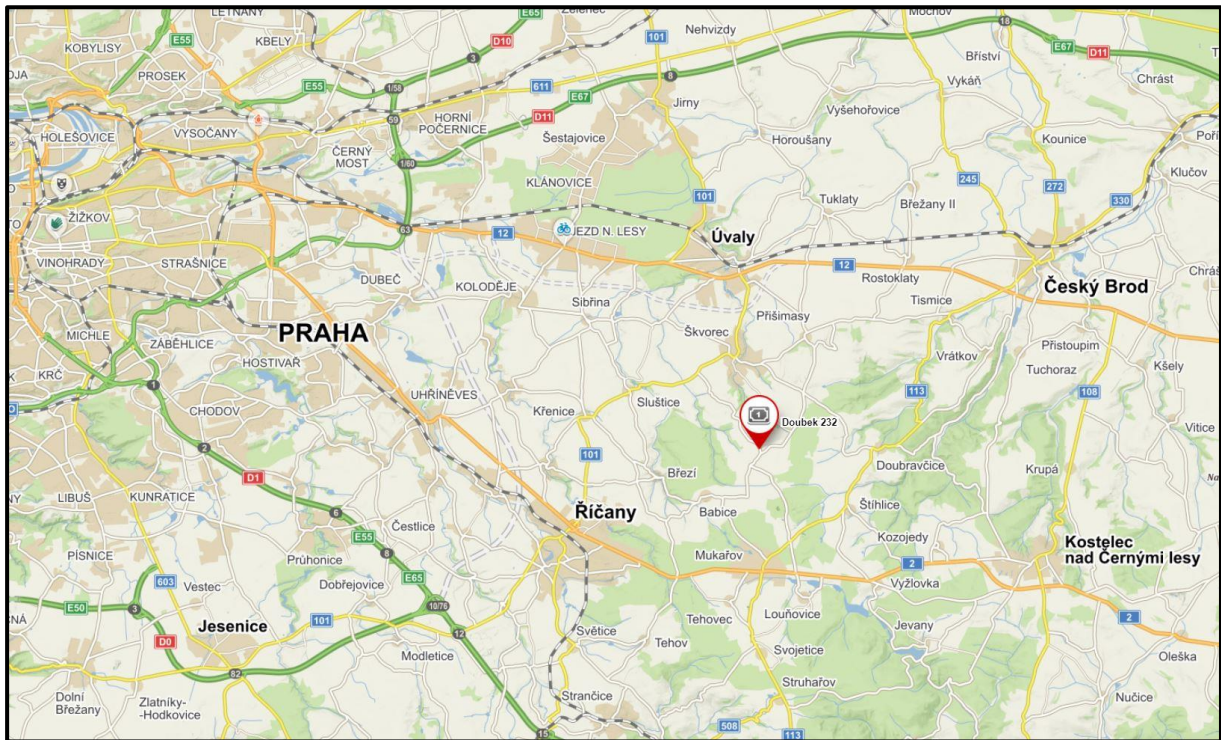 LETŇANY
E65
Zeleneč
Nehvizdy
Mochov
KOBYLISY
E55
KBELY
D10
101
18
E67
D11
PROSEK
3
Bříství
Chrást
E55
1/58
611
E67
8
Vykáň
HOLEŠOVICE
VYSOČANY
59
HORNÍ
POČERNICE
D11
Jirny
Vyšehořovice
ČERNÝ
MOST
Šestajovice
Horoušany
Kounice
1/60
KLÁNOVICE
101
245
272
Klučov
ŽIŽKOV
Tuklaty
Břežany II
330
63
12
ÚJEZD N. LESY
Úvaly
VINOHRADY
STRAŠNICE
12
Rostoklaty
DUBEČ
KOLODĚJE
Český Brod
Sibřina
Tismice
MICHLE
ZÁBĚHLICE
PRAHA
Škvorec
Přišimasy
Přistoupim
HOSTIVAŘ
Vrátkov
Tuchoraz
Kšely
KRČ
1
UHŘÍNĚVES
113
108
CHODOV
Křenice
Sluštice
1
Doubek 232
Vitice
2
101
D1
Březí
Doubravčice
Krupá
LIBUŠ
KUNRATICE
6
Říčany
Babice
Štíhlice
Čestlice
E55
PÍSNICE
Průhonice
8
Mukařov
Kozojedy
Kostelec
nad Černými lesy
2
Vestec
603
Dobřejovice
E65
Vyžlovka
E50
3
10/76
Louňovice
Tehovec
2
101
Jesenice
12
Světice
Jevany
D0
Tehov
Svojetice
Modletice
Oleška
82
Struhařov
Dolní
Břežany
Zlatníky-
-Hodkovice
Strančice
Nučice
508
15
113